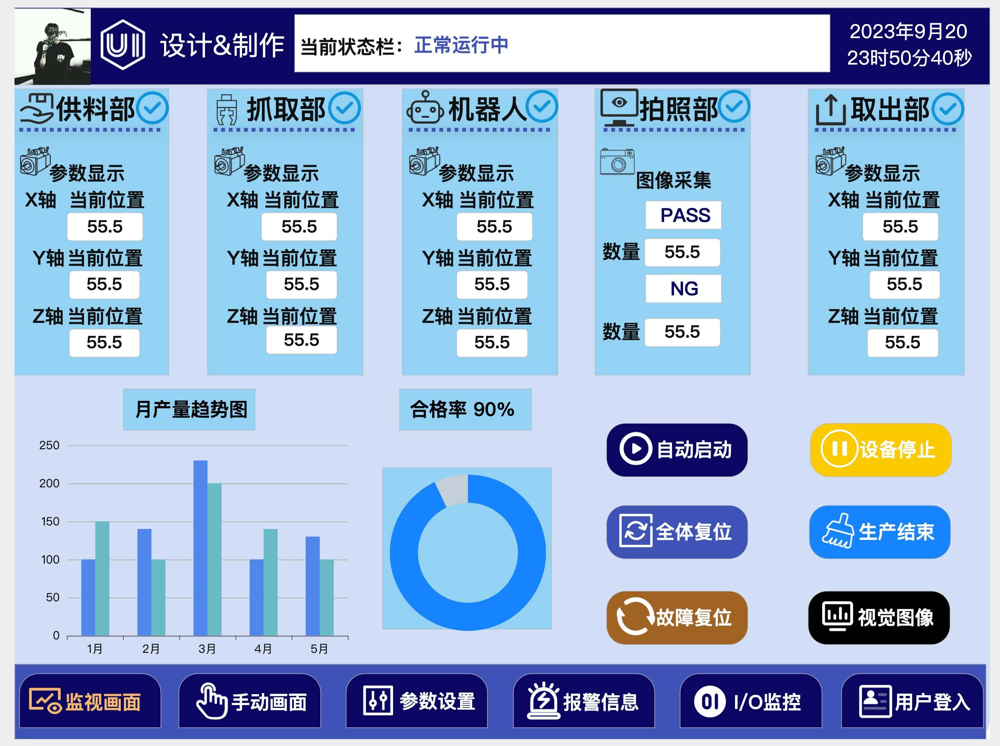 UI 设计&制作
当前状态栏: 正常运行中
2023年9月20
23时50分40秒
供料部
参数显示
X轴 当前位置
55.5
Y轴 当前位置
55.5
Z轴 当前位置
55.5
抓取部
参数显示
X轴 当前位置
55.5
Y轴 当前位置
55.5
Z轴 当前位置
55.5
机器人
参数显示
X轴 当前位置
55.5
Y轴 当前位置
55.5
Z轴 当前位置
55.5
拍照部
图像采集
PASS
数量 55.5
NG
数量 55.5
取出部
参数显示
X轴 当前位置
55.5
Y轴 当前位置
55.5
Z轴 当前位置
55.5
月产量趋势图
250
200
150
100
50
0
1月 2月 3月 4月 5月
合格率 90%
自动启动
设备停止
全体复位
生产结束
故障复位
视觉图像
监视画面
手动画面
参数设置
报警信息
01 I/O监控
用户登入